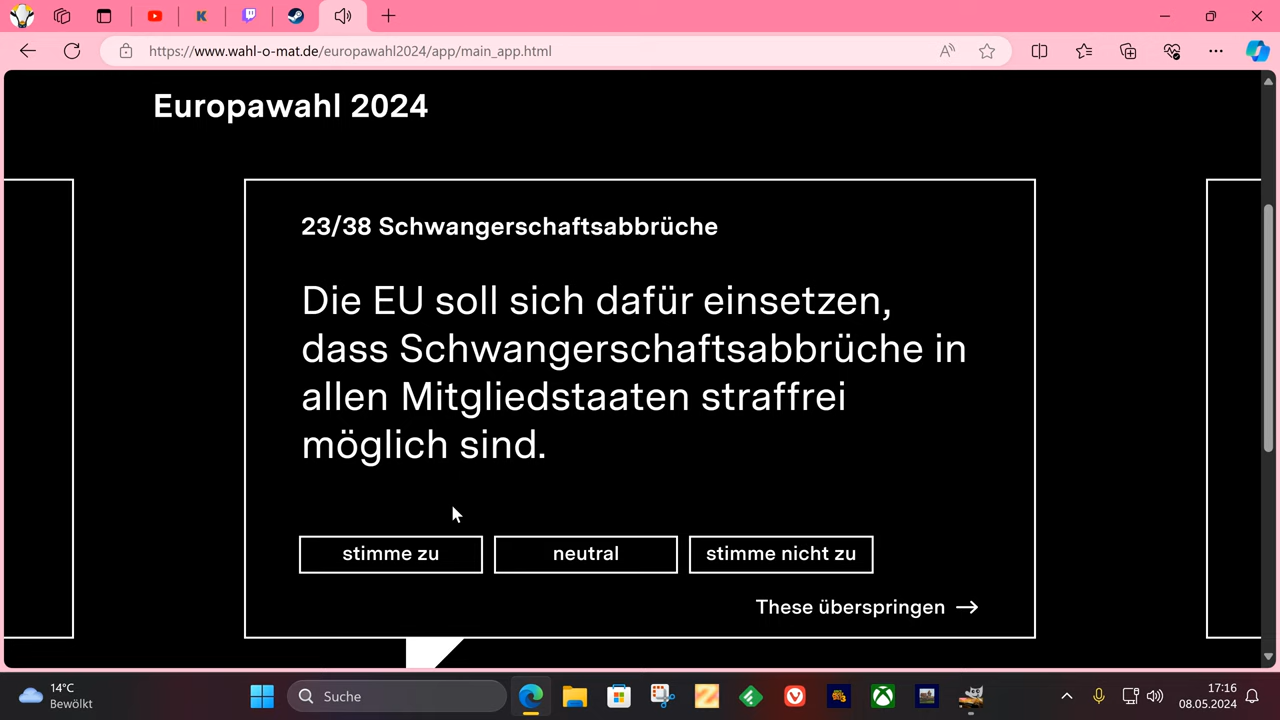 https://www.wahl-o-mat.de/europawahl2024/app/main_app.html
Europawahl 2024
23/38 Schwangerschaftsabbrüche
Die EU soll sich dafür einsetzen,
dass Schwangerschaftsabbrüche in
allen Mitgliedstaaten straffrei
möglich sind.
stimme zu
neutral
stimme nicht zu
These überspringen →
14°C
Bewölkt
Suche
17:16
08.05.2024